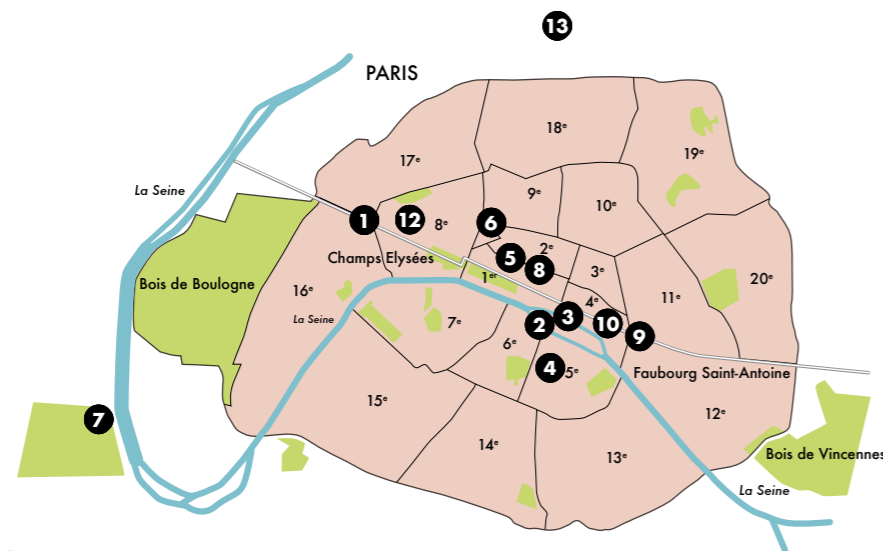 13
PARIS
18ᵉ
19ᵉ
17ᵉ
La Seine
9ᵉ
10ᵉ
1
12
8ᵉ
6
2ᵉ
Champs Elysées
5
8
3ᵉ
1ᵉʳ
20ᵉ
Bois de Boulogne
16ᵉ
11ᵉ
4ᵉ
La Seine
7ᵉ
2
3
10
9
6ᵉ
4
5ᵉ
Faubourg Saint-Antoine
15ᵉ
12ᵉ
7
14ᵉ
13ᵉ
Bois de Vincennes
La Seine